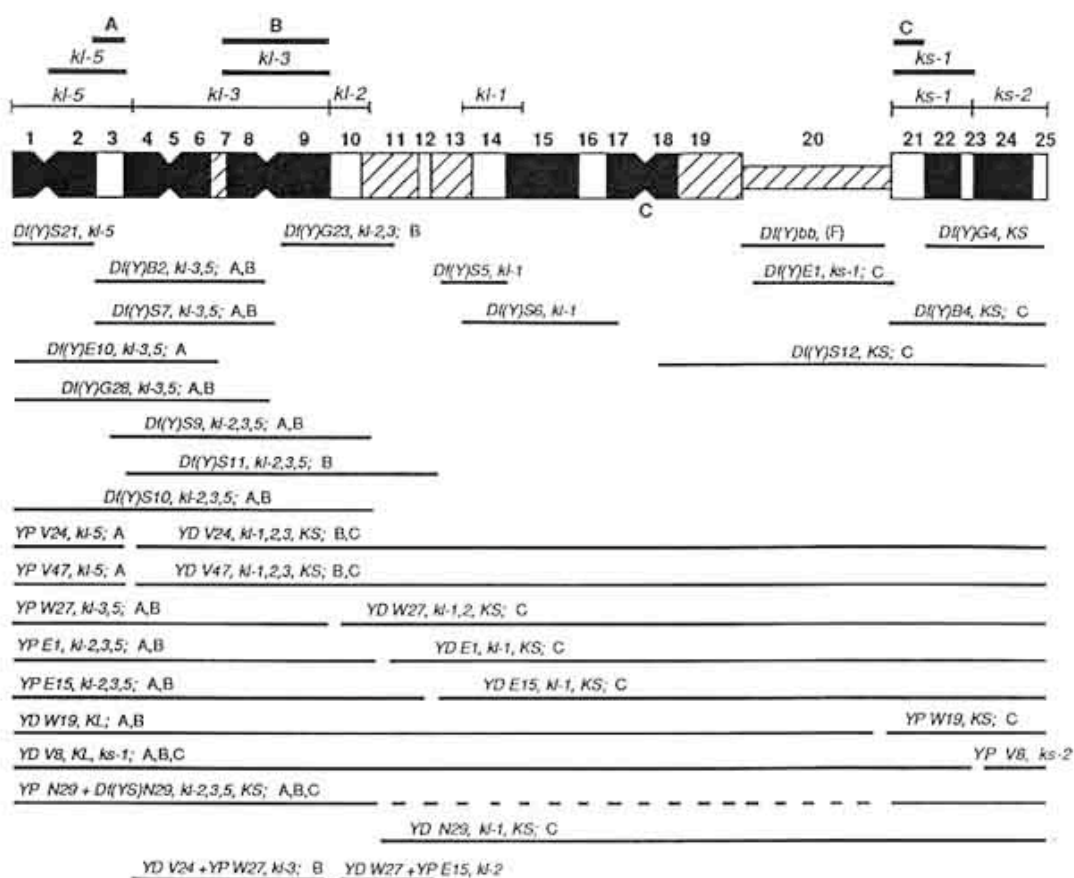 A B C
kl-5 kl-3 ks-1
kl-5 kl-3 kl-2 kl-1 ks-1 ks-2
1 2 3 4 5 6 7 8 9 10 11 12 13 14 15 16 17 18 19 20 21 22 23 24 25
C
Df(Y)S21, kl-5 Df(Y)G23, kl-2,3; B Df(Y)bb, (F) Df(Y)G4, KS
Df(Y)B2, kl-3,5; A,B Df(Y)S5, kl-1 Df(Y)E1, ks-1; C
Df(Y)S7, kl-3,5; A,B Df(Y)S6, kl-1 Df(Y)B4, KS; C
Df(Y)E10, kl-3,5; A Df(Y)S12, KS; C
Df(Y)G28, kl-3,5; A,B
Df(Y)S9, kl-2,3,5; A,B
Df(Y)S11, kl-2,3,5; B
Df(Y)S10, kl-2,3,5; A,B
YP V24, kl-5; A YD V24, kl-1,2,3, KS; B,C
YP V47, kl-5; A YD V47, kl-1,2,3, KS; B,C
YP W27, kl-3,5; A,B YD W27, kl-1,2, KS; C
YP E1, kl-2,3,5; A,B YD E1, kl-1, KS; C
YP E15, kl-2,3,5; A,B YD E15, kl-1, KS; C
YD W19, KL; A,B YP W19, KS; C
YD V8, KL, ks-1; A,B,C YP V8, ks-2
YP N29 + Df(YS)N29, kl-2,3,5, KS; A,B,C
YD N29, kl-1, KS; C
YD V24 +YP W27, kl-3; B YD W27 +YP E15, kl-2